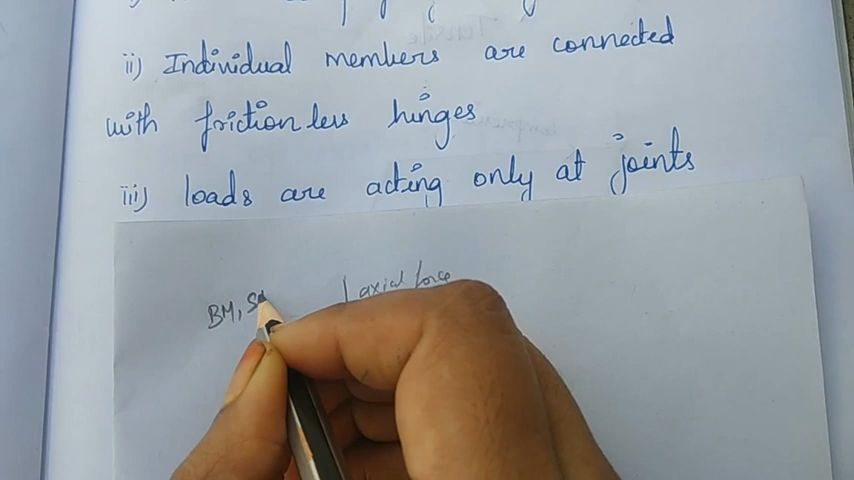 ii) Individual members are connected
with frictionless hinges
iii) loads are acting only at joints
BM, axial force